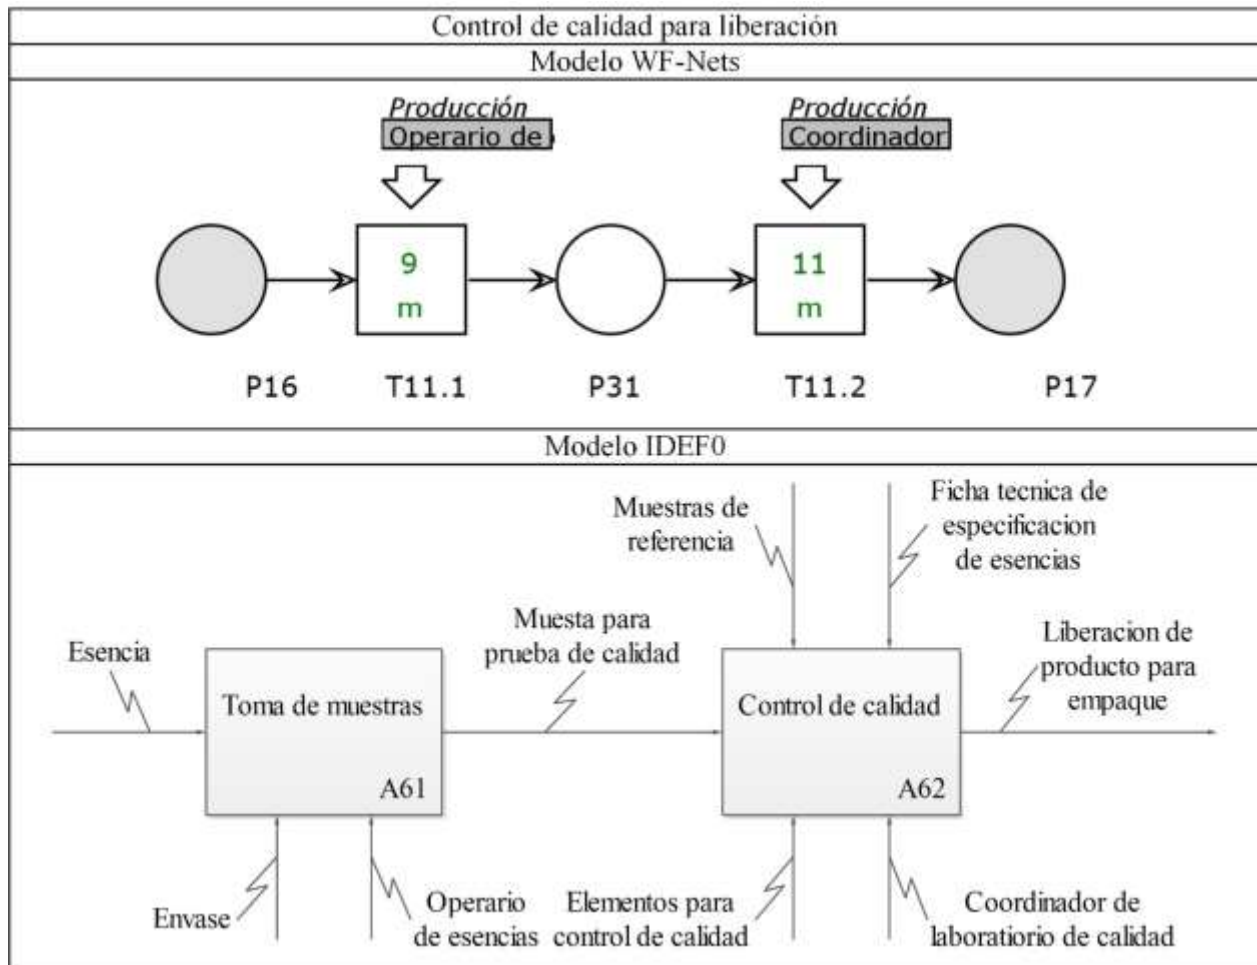 Control de calidad para liberación
Modelo WF-Nets
Producción
Operario de
Producción
Coordinador
9
m
11
m
P16
T11.1
P31
T11.2
P17
Modelo IDEF0
Muestras de
referencia
Ficha tecnica de
especificacion
de esencias
Esencia
Muesta para
prueba de calidad
Liberacion de
producto para
empaque
Toma de muestras
A61
Control de calidad
A62
Envase
Operario
de esencias
Elementos para
control de calidad
Coordinador de
laboratiorio de calidad